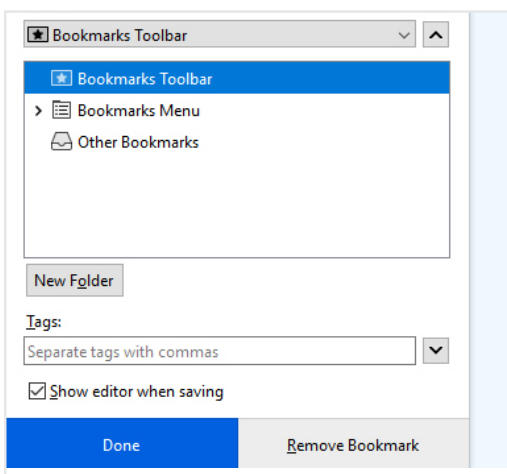 Bookmarks Toolbar
Bookmarks Toolbar
Bookmarks Menu
Other Bookmarks
New Folder
Tags:
Separate tags with commas
Show editor when saving
Done
Remove Bookmark